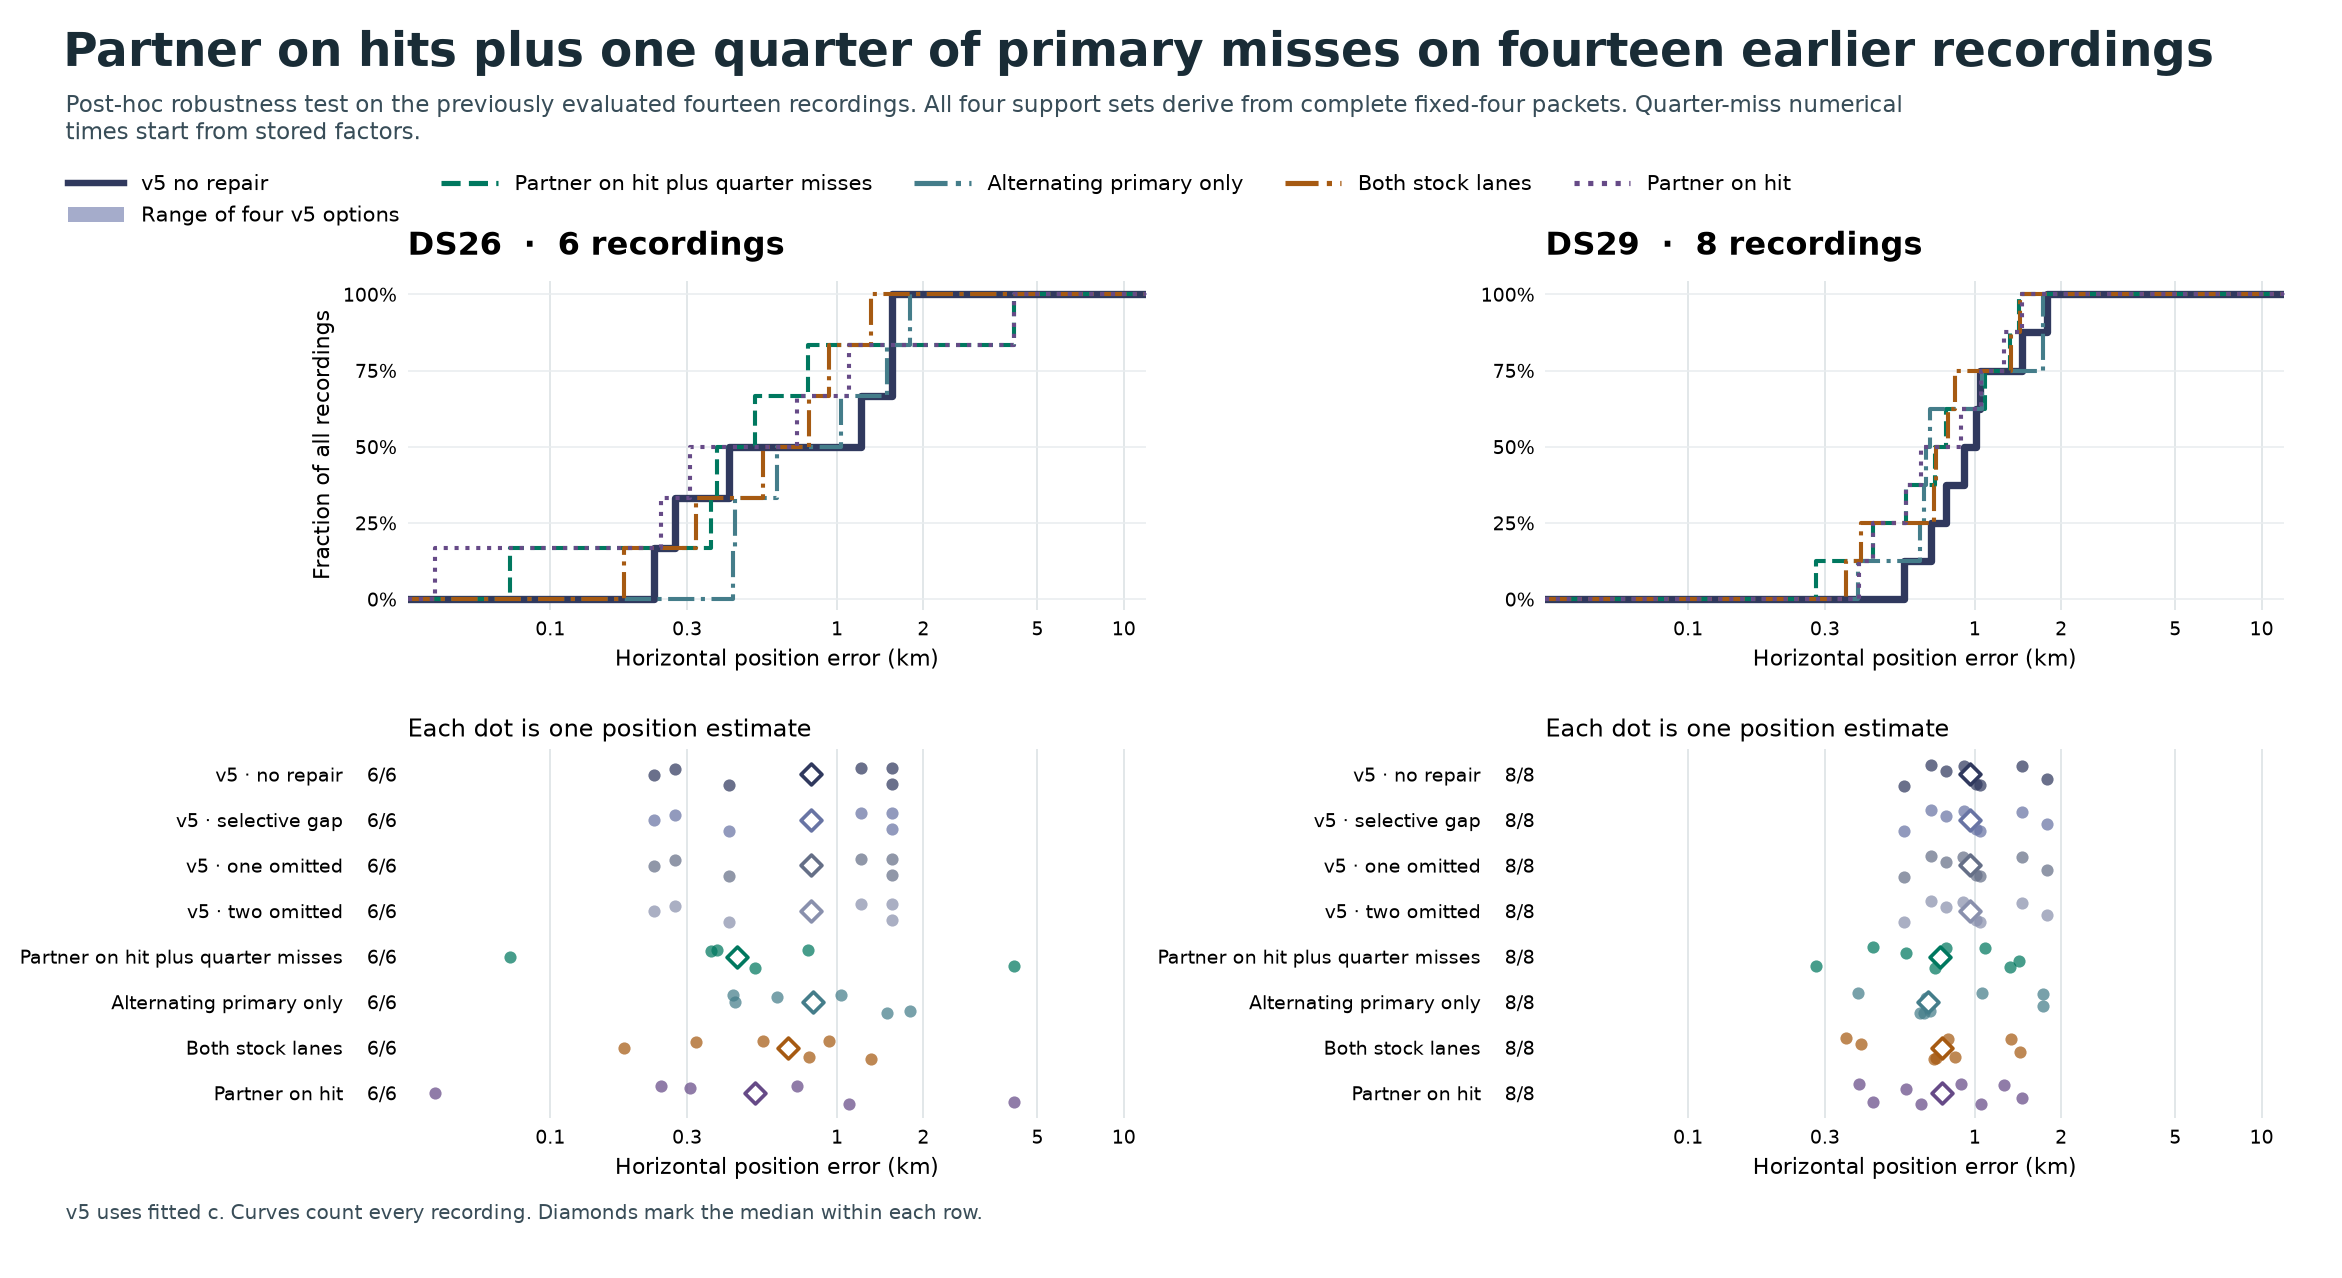 Partner on hits plus one quarter of primary misses on fourteen earlier recordings
Post-hoc robustness test on the previously evaluated fourteen recordings. All four support sets derive from complete fixed-four packets. Quarter-miss numerical
times start from stored factors.
v5 no repair
Partner on hit plus quarter misses
Alternating primary only
Both stock lanes
Partner on hit
Range of four v5 options
DS26 · 6 recordings
100%
75%
50%
25%
0%
Fraction of all recordings
0.1 0.3 1 2 5 10
Horizontal position error (km)
DS29 · 8 recordings
100%
75%
50%
25%
0%
0.1 0.3 1 2 5 10
Horizontal position error (km)
Each dot is one position estimate
v5 · no repair 6/6
v5 · selective gap 6/6
v5 · one omitted 6/6
v5 · two omitted 6/6
Partner on hit plus quarter misses 6/6
Alternating primary only 6/6
Both stock lanes 6/6
Partner on hit 6/6
0.1 0.3 1 2 5 10
Horizontal position error (km)
Each dot is one position estimate
v5 · no repair 8/8
v5 · selective gap 8/8
v5 · one omitted 8/8
v5 · two omitted 8/8
Partner on hit plus quarter misses 8/8
Alternating primary only 8/8
Both stock lanes 8/8
Partner on hit 8/8
0.1 0.3 1 2 5 10
Horizontal position error (km)
v5 uses fitted c. Curves count every recording. Diamonds mark the median within each row.